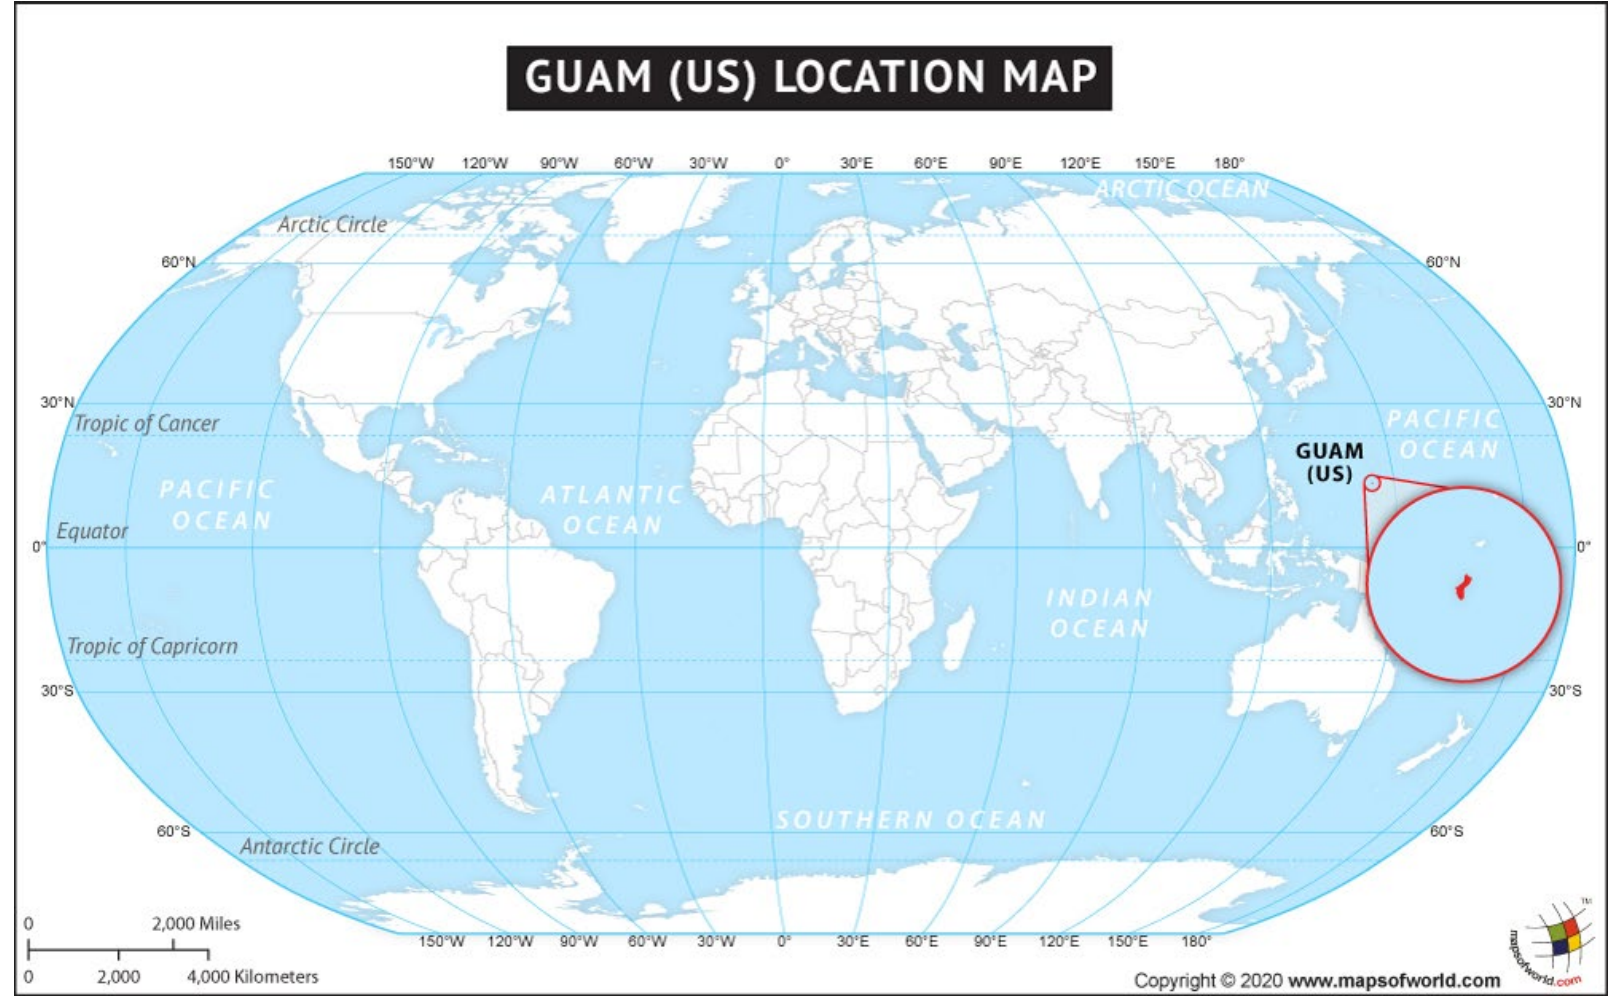 GUAM (US) LOCATION MAP
150°W 120°W 90°W 60°W 30°W 0° 30°E 60°E 90°E 120°E 150°E 180°
ARCTIC OCEAN
Arctic Circle
60°N 60°N
30°N 30°N
Tropic of Cancer
PACIFIC
OCEAN
GUAM
(US)
PACIFIC
OCEAN
ATLANTIC
OCEAN
Equator
0° 0°
INDIAN
OCEAN
Tropic of Capricorn
30°S 30°S
SOUTHERN OCEAN
60°S 60°S
Antarctic Circle
150°W 120°W 90°W 60°W 30°W 0° 30°E 60°E 90°E 120°E 150°E 180°
0 2,000 Miles
0 2,000 4,000 Kilometers
TM
mapsofworld.com
Copyright © 2020 www.mapsofworld.com